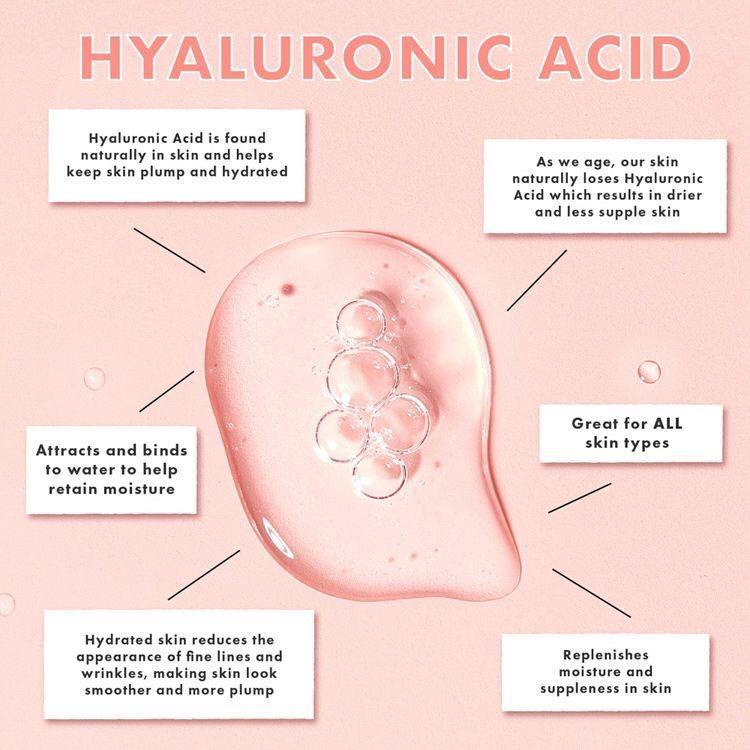 HYALURONIC ACID
Hyaluronic Acid is found
naturally in skin and helps
keep skin plump and hydrated
As we age, our skin
naturally loses Hyaluronic
Acid which results in drier
and less supple skin
Attracts and binds
to water to help
retain moisture
Great for ALL
skin types
Hydrated skin reduces the
appearance of fine lines and
wrinkles, making skin look
smoother and more plump
Replenishes
moisture and
suppleness in skin